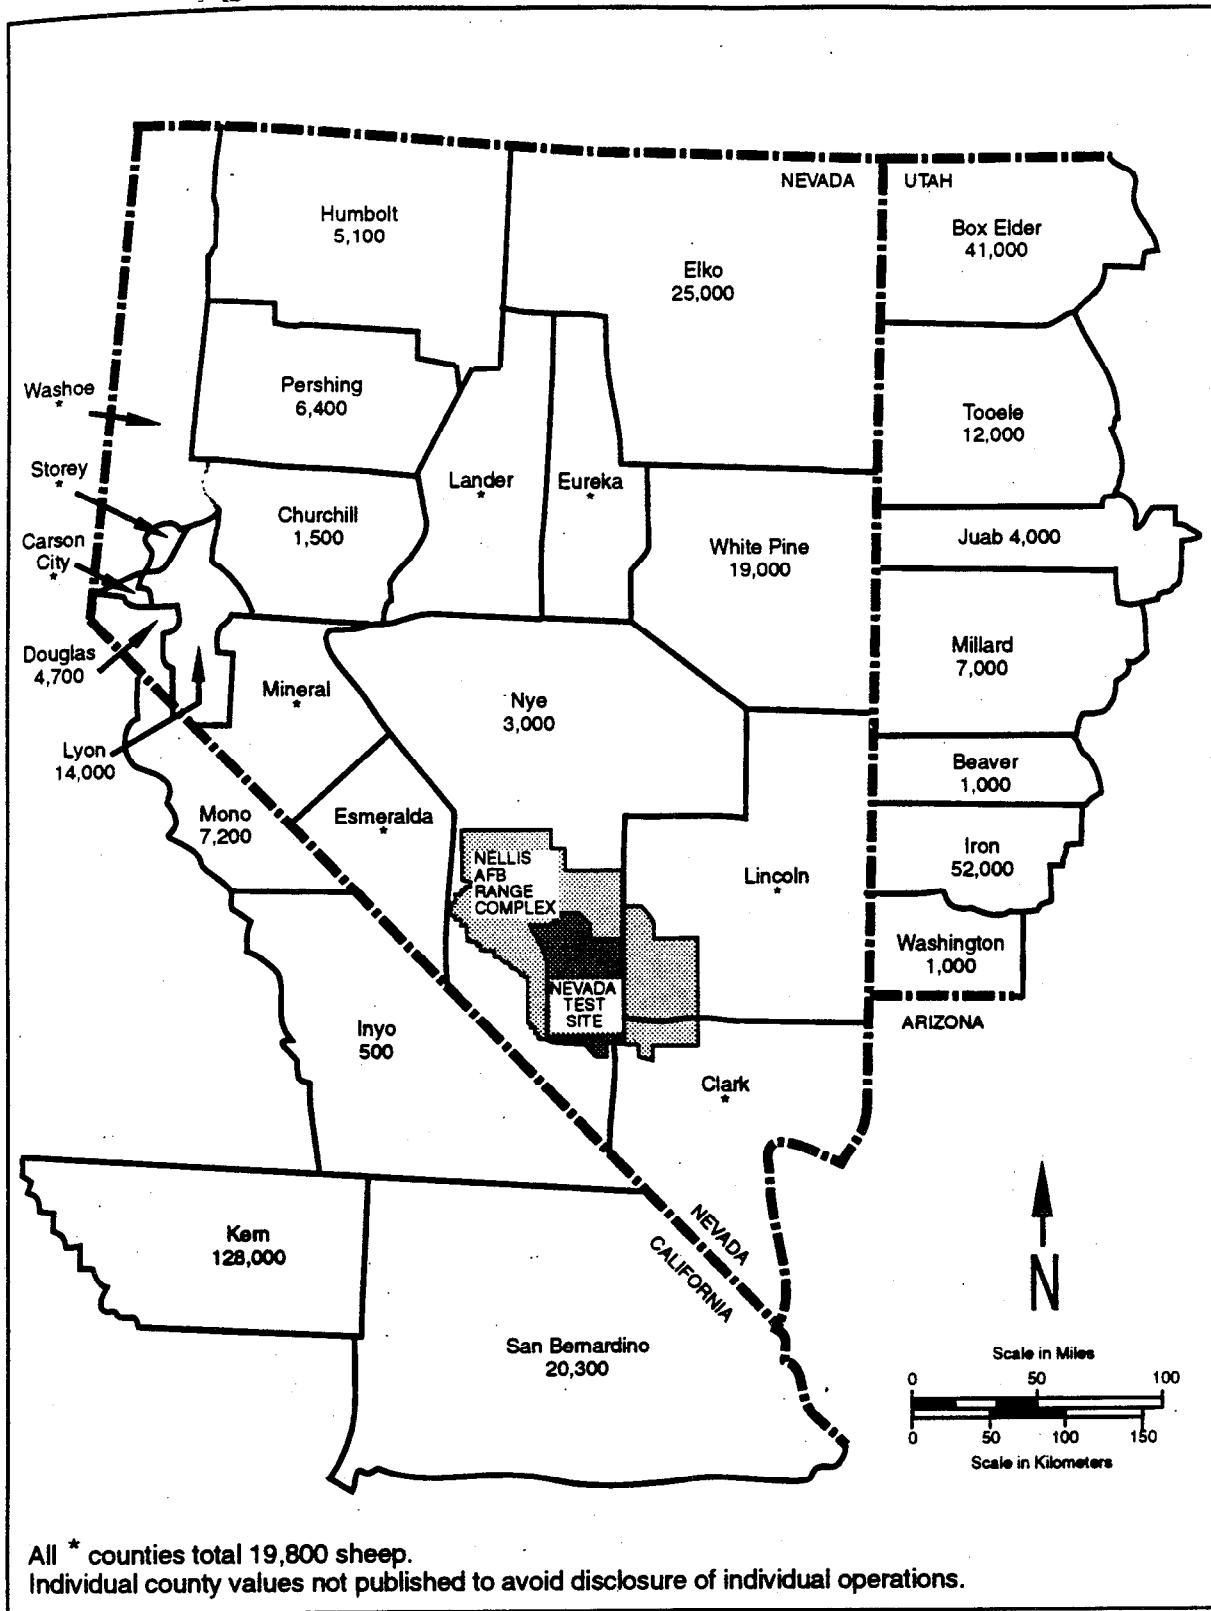 NEVADA
UTAH
Humbolt
5,100
Elko
25,000
Box Elder
41,000
Washoe
*
Pershing
6,400
Tooele
12,000
Storey
*
Lander
*
Eureka
*
Churchill
1,500
White Pine
19,000
Juab 4,000
Carson
City
*
Douglas
4,700
Mineral
*
Nye
3,000
Millard
7,000
Lyon
14,000
Beaver
1,000
Mono
7,200
Esmeralda
*
Iron
52,000
NELLIS
AFB
RANGE
COMPLEX
Lincoln
*
Washington
1,000
NEVADA
TEST
SITE
ARIZONA
Inyo
500
Clark
*
Kern
128,000
NEVADA
CALIFORNIA
N
San Bernardino
20,300
Scale in Miles
0 50 100
0 50 100 150
Scale in Kilometers
All * counties total 19,800 sheep.
Individual county values not published to avoid disclosure of individual operations.